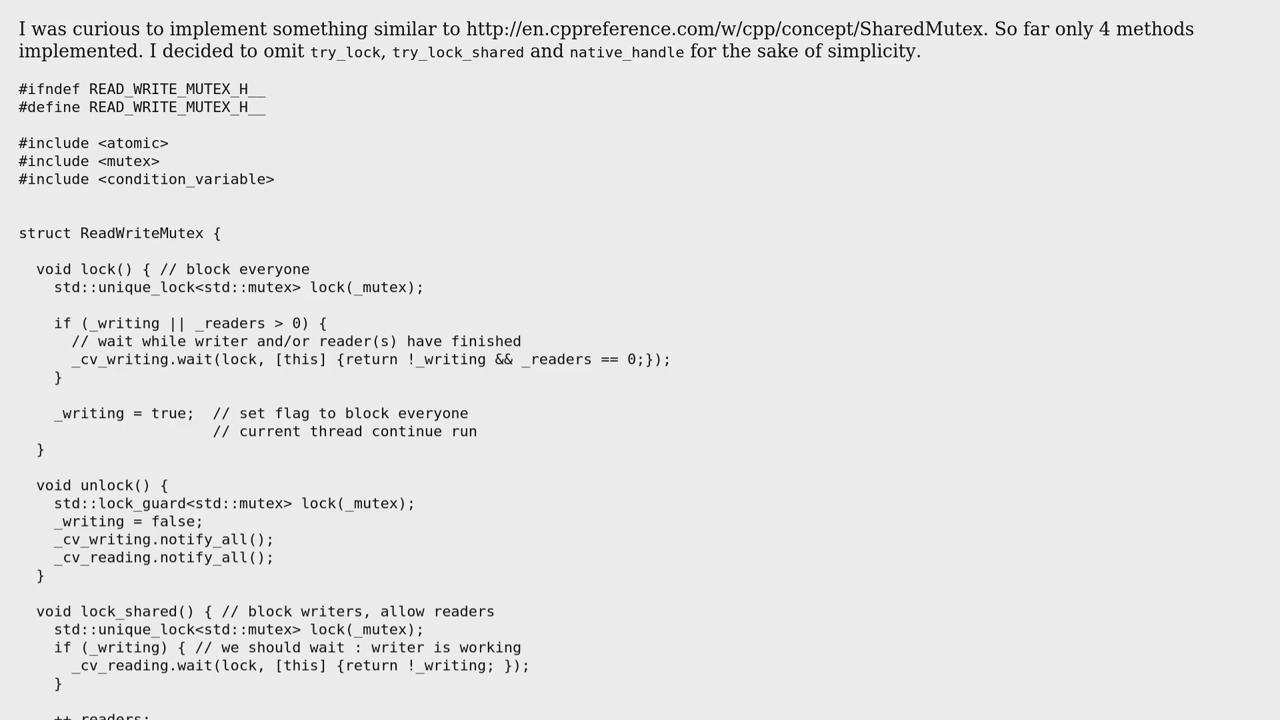 I was curious to implement something similar to http://en.cppreference.com/w/cpp/concept/SharedMutex. So far only 4 methods
implemented. I decided to omit try_lock, try_lock_shared and native_handle for the sake of simplicity.
#ifndef READ_WRITE_MUTEX_H__
#define READ_WRITE_MUTEX_H__
#include <atomic>
#include <mutex>
#include <condition_variable>
struct ReadWriteMutex {
  void lock() { // block everyone
    std::unique_lock<std::mutex> lock(_mutex);
    if (_writing || _readers > 0) {
      // wait while writer and/or reader(s) have finished
      _cv_writing.wait(lock, [this] {return !_writing && _readers == 0;});
    }
    _writing = true;  // set flag to block everyone
                      // current thread continue run
  }
  void unlock() {
    std::lock_guard<std::mutex> lock(_mutex);
    _writing = false;
    _cv_writing.notify_all();
    _cv_reading.notify_all();
  }
  void lock_shared() { // block writers, allow readers
    std::unique_lock<std::mutex> lock(_mutex);
    if (_writing) { // we should wait : writer is working
      _cv_reading.wait(lock, [this] {return !_writing; });
    }
    ++_readers;